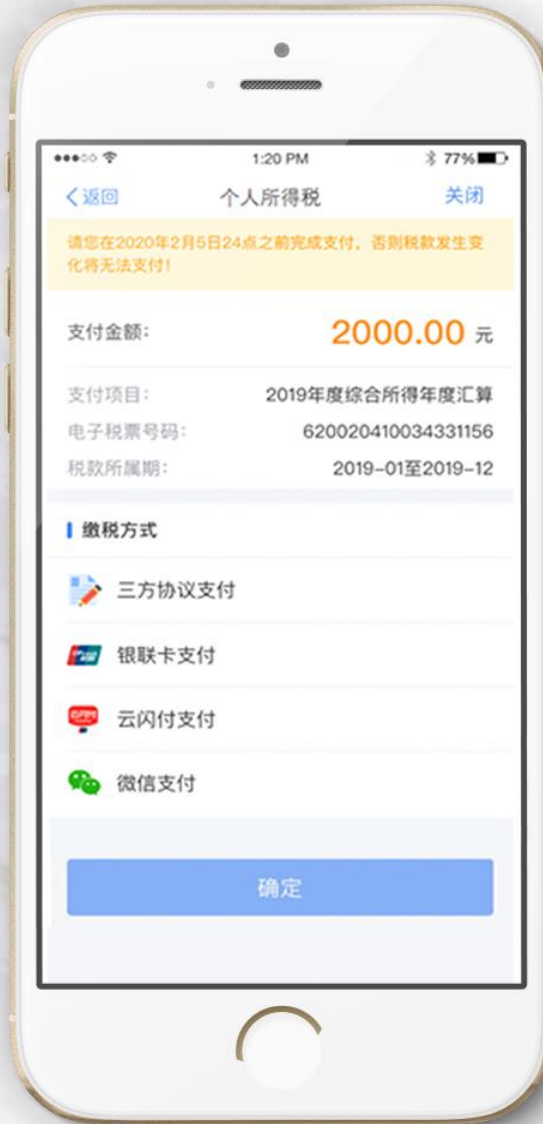 1:20 PM
77%
返回
个人所得税
关闭
请您在2020年2月5日24点之前完成支付，否则税款发生变
化将无法支付！
支付金额：
2000.00 元
支付项目：
2019年度综合所得年度汇算
电子税票号码：
620020410034331156
税款所属期：
2019-01至2019-12
缴税方式
三方协议支付
银联卡支付
云闪付支付
微信支付
确定